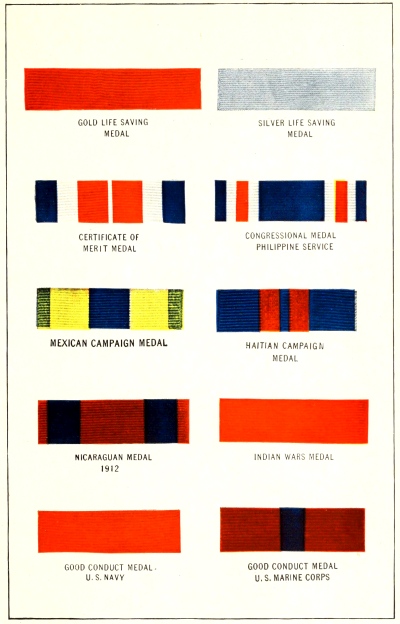 GOLD LIFE SAVING
MEDAL
SILVER LIFE SAVING
MEDAL
CERTIFICATE OF
MERIT MEDAL
CONGRESSIONAL MEDAL
PHILIPPINE SERVICE
MEXICAN CAMPAIGN MEDAL
HAITIAN CAMPAIGN
MEDAL
NICARAGUAN MEDAL
1912
INDIAN WARS MEDAL
GOOD CONDUCT MEDAL.
U.S. NAVY
GOOD CONDUCT MEDAL
U.S. MARINE CORPS